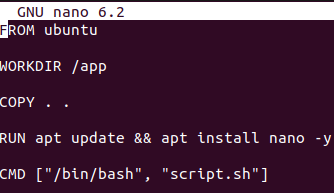 GNU nano 6.2
FROM ubuntu
WORKDIR /app
COPY . .
RUN apt update && apt install nano -y
CMD ["/bin/bash", "script.sh"]